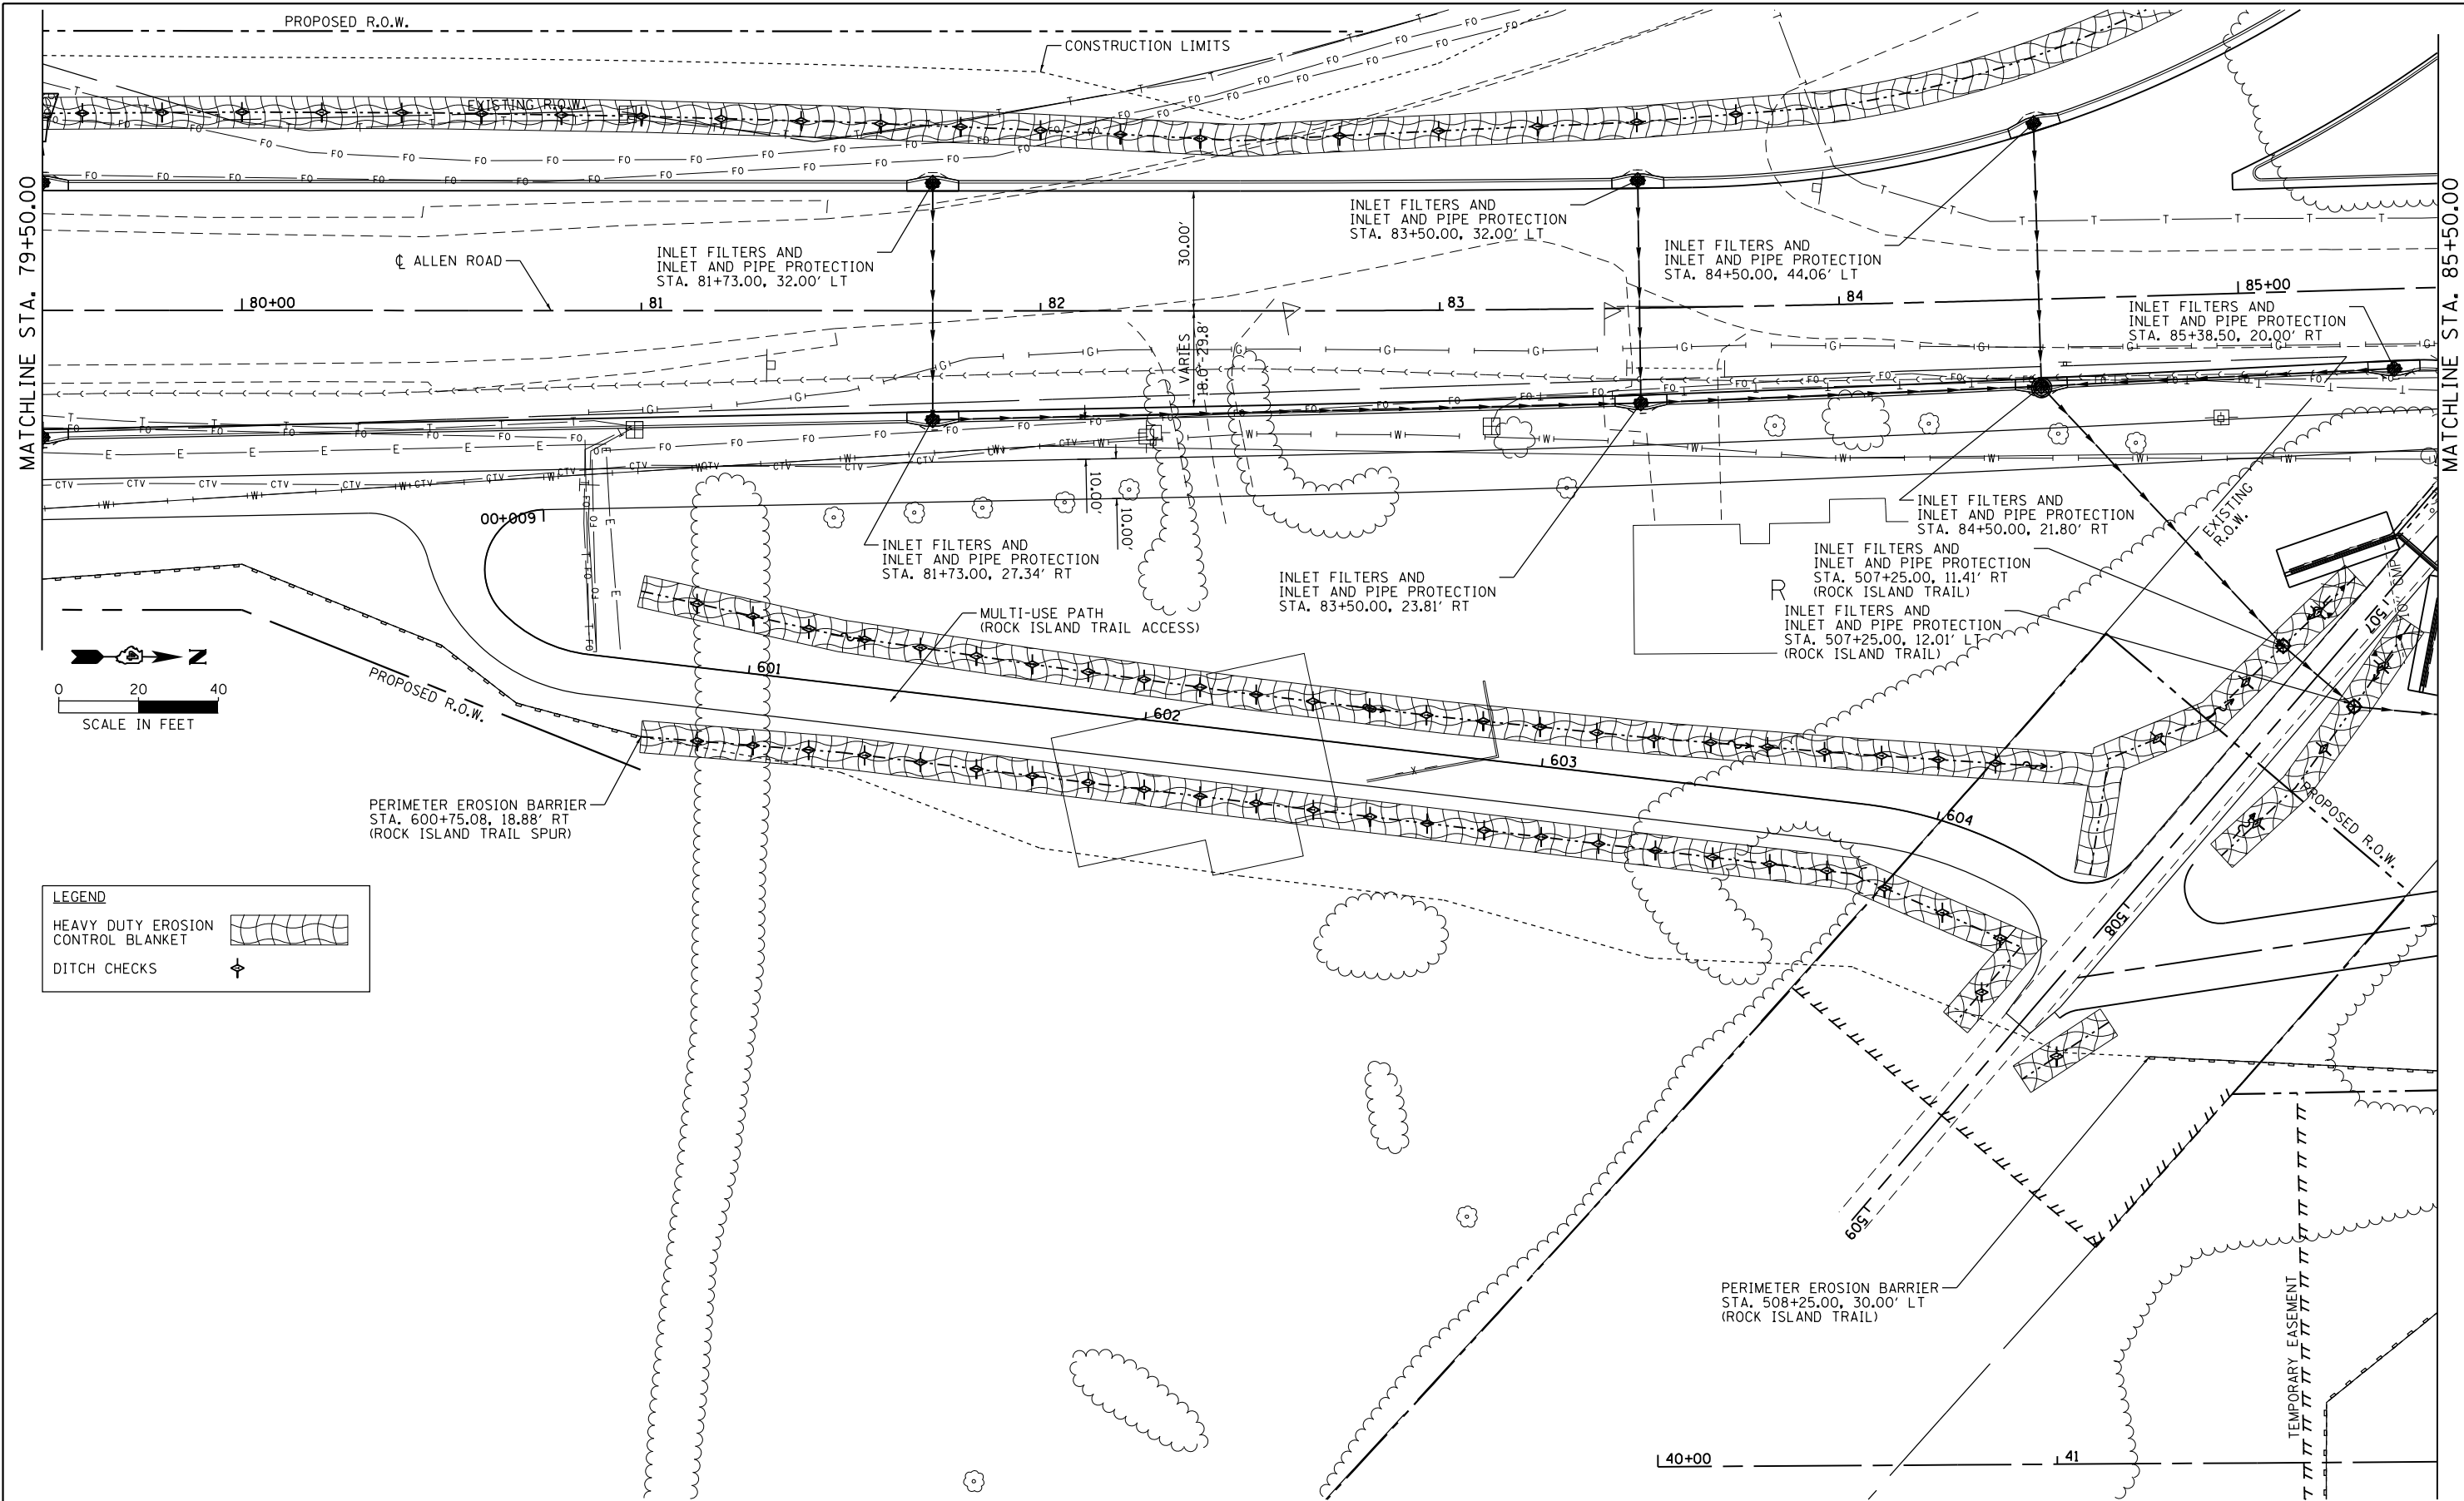 PROPOSED R.O.W.
CONSTRUCTION LIMITS
EXISTING R.O.W.
MATCHLINE STA. 79+50.00
MATCHLINE STA. 85+50.00
INLET FILTERS AND
INLET AND PIPE PROTECTION
STA. 81+73.00, 32.00' LT
INLET FILTERS AND
INLET AND PIPE PROTECTION
STA. 83+50.00, 32.00' LT
INLET FILTERS AND
INLET AND PIPE PROTECTION
STA. 84+50.00, 44.06' LT
INLET FILTERS AND
INLET AND PIPE PROTECTION
STA. 85+38.50, 20.00' RT
℄ ALLEN ROAD
30.00'
80+00
81
82
83
84
85+00
VARIES
18.0'-29.8'
10.00'
10.00'
600+00
INLET FILTERS AND
INLET AND PIPE PROTECTION
STA. 81+73.00, 27.34' RT
INLET FILTERS AND
INLET AND PIPE PROTECTION
STA. 83+50.00, 23.81' RT
INLET FILTERS AND
INLET AND PIPE PROTECTION
STA. 84+50.00, 21.80' RT
EXISTING
R.O.W.
INLET FILTERS AND
INLET AND PIPE PROTECTION
STA. 507+25.00, 11.41' RT
(ROCK ISLAND TRAIL)
R
INLET FILTERS AND
INLET AND PIPE PROTECTION
STA. 507+25.00, 12.01' LT
(ROCK ISLAND TRAIL)
507
MULTI-USE PATH
(ROCK ISLAND TRAIL ACCESS)
N
0 20 40
SCALE IN FEET
PROPOSED R.O.W.
601
602
603
604
PROPOSED R.O.W.
PERIMETER EROSION BARRIER
STA. 600+75.08, 18.88' RT
(ROCK ISLAND TRAIL SPUR)
508
LEGEND
HEAVY DUTY EROSION
CONTROL BLANKET
DITCH CHECKS
509
PERIMETER EROSION BARRIER
STA. 508+25.00, 30.00' LT
(ROCK ISLAND TRAIL)
TEMPORARY EASEMENT
40+00
41